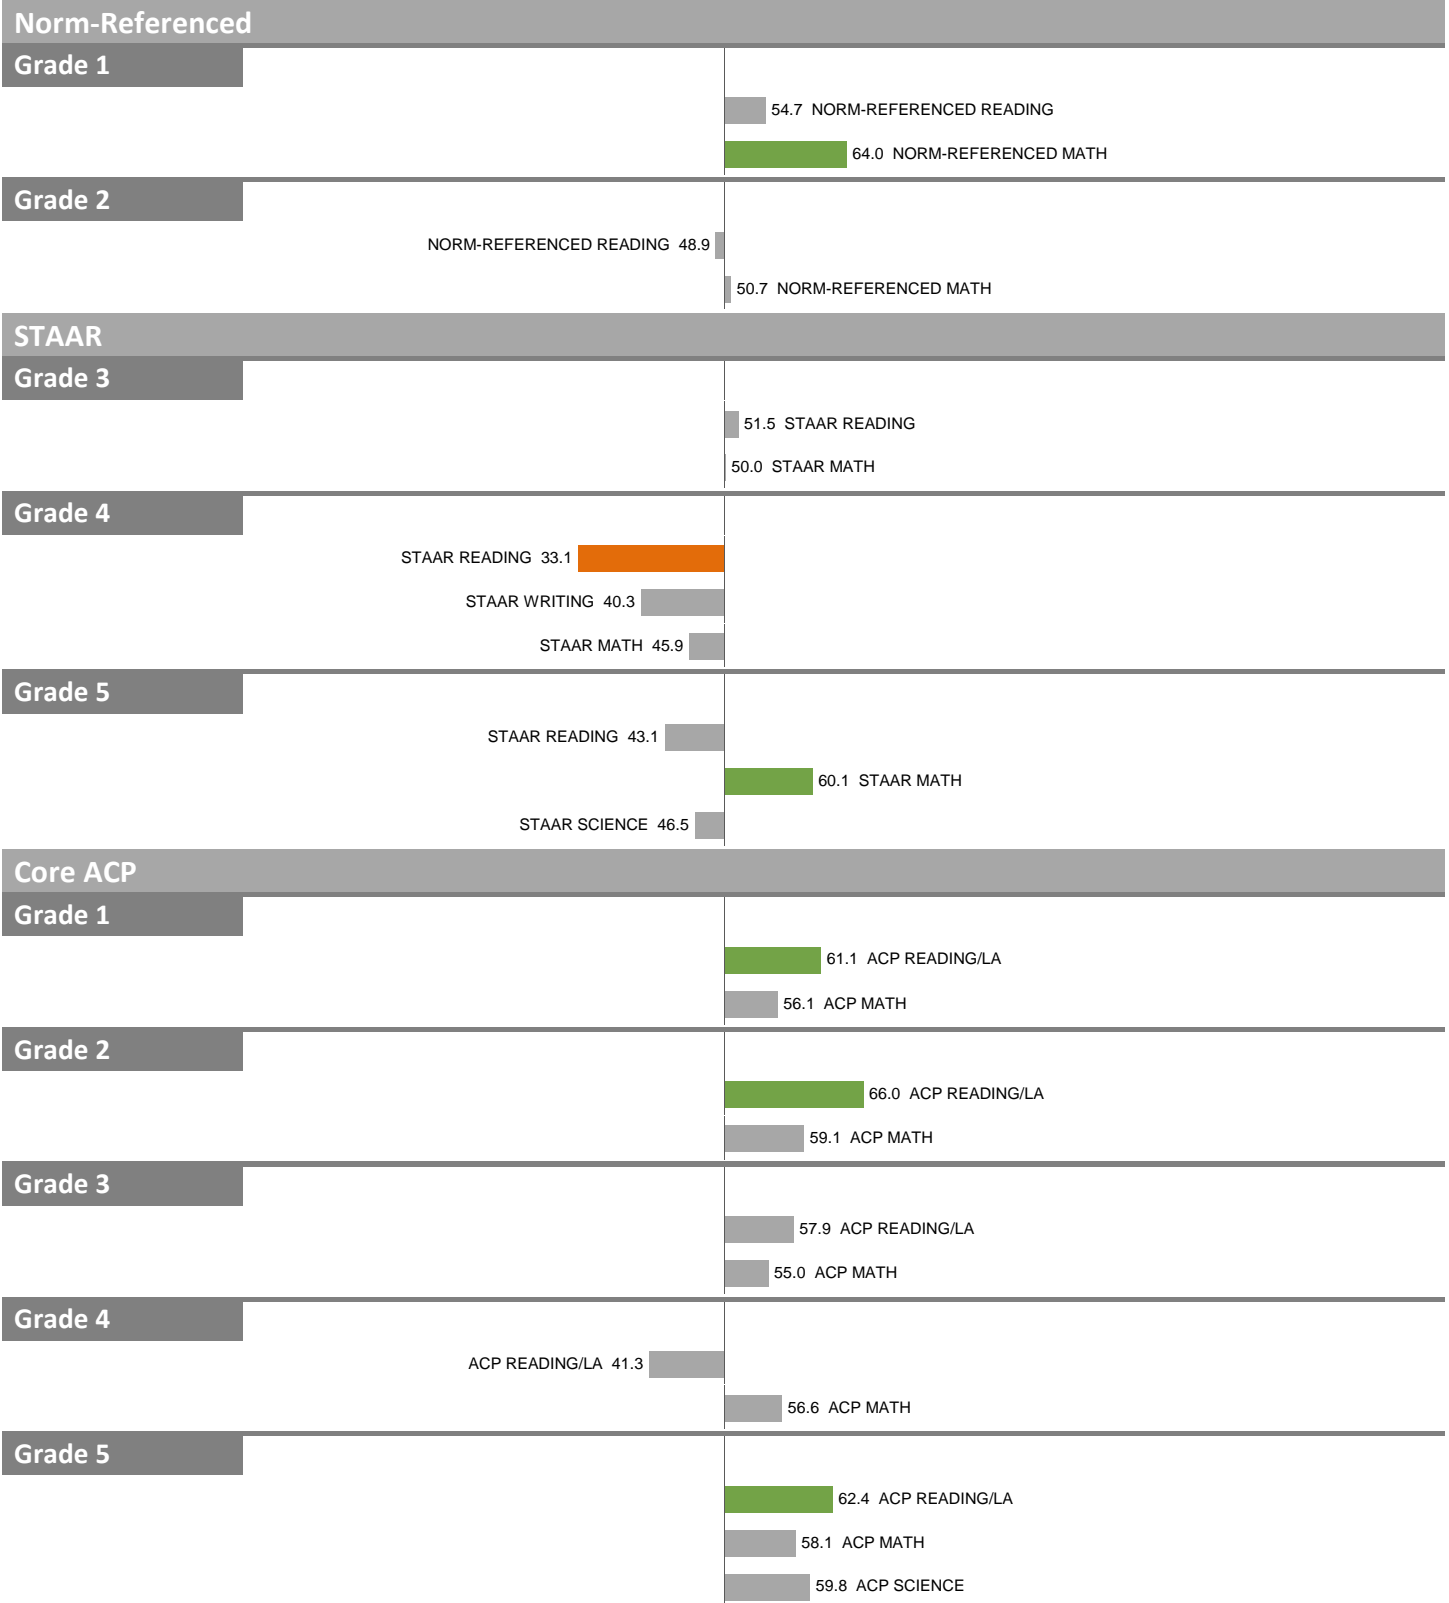 Norm-Referenced
Grade 1
54.7 NORM-REFERENCED READING
64.0 NORM-REFERENCED MATH
Grade 2
NORM-REFERENCED READING 48.9
50.7 NORM-REFERENCED MATH
STAAR
Grade 3
51.5 STAAR READING
50.0 STAAR MATH
Grade 4
STAAR READING 33.1
STAAR WRITING 40.3
STAAR MATH 45.9
Grade 5
STAAR READING 43.1
60.1 STAAR MATH
STAAR SCIENCE 46.5
Core ACP
Grade 1
61.1 ACP READING/LA
56.1 ACP MATH
Grade 2
66.0 ACP READING/LA
59.1 ACP MATH
Grade 3
57.9 ACP READING/LA
55.0 ACP MATH
Grade 4
ACP READING/LA 41.3
56.6 ACP MATH
Grade 5
62.4 ACP READING/LA
58.1 ACP MATH
59.8 ACP SCIENCE